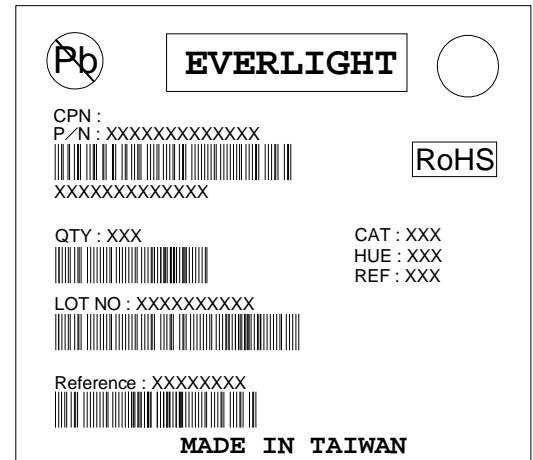 Pb
EVERLIGHT
CPN :
P/N : XXXXXXXXXXXXX
RoHS
XXXXXXXXXXXXX
QTY : XXX
CAT : XXX
HUE : XXX
REF : XXX
LOT NO : XXXXXXXXXX
Reference : XXXXXXXX
MADE IN TAIWAN